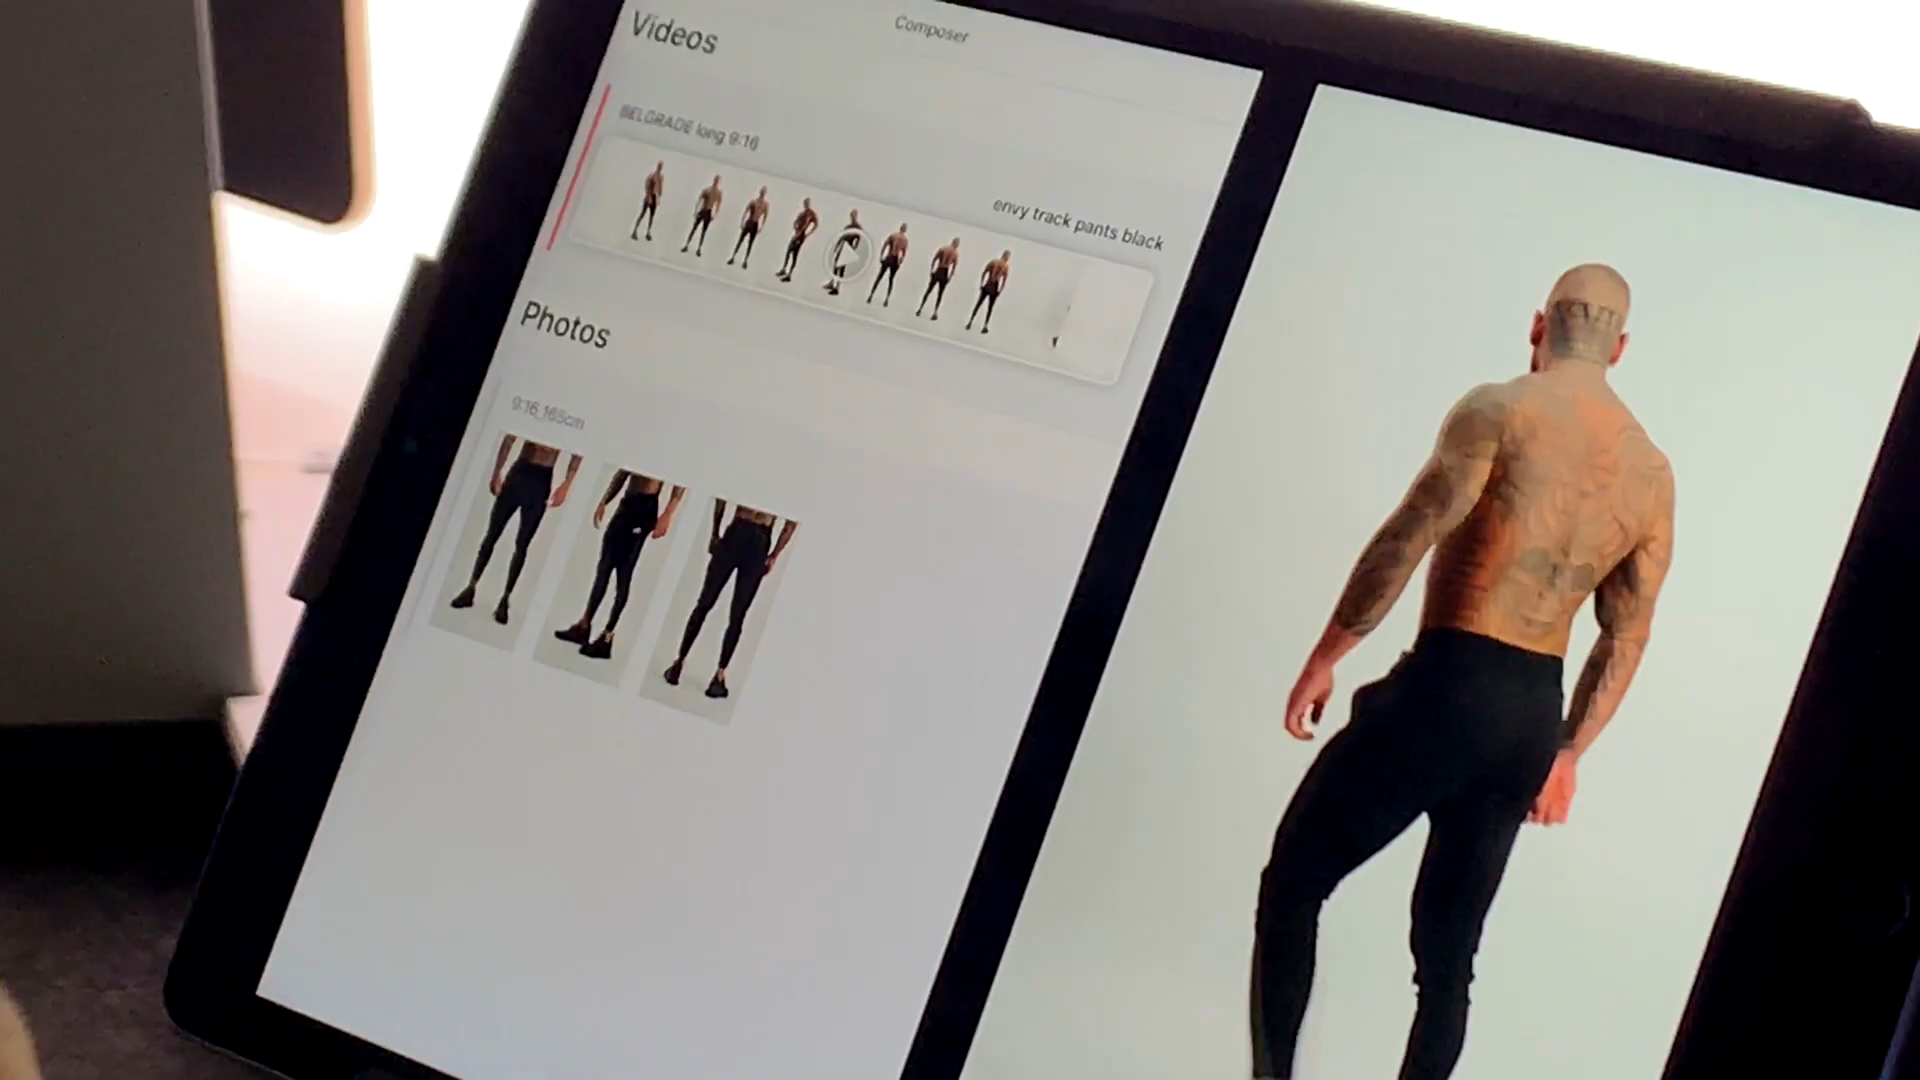 Composer
Videos
BELGRADE long 9:16
envy track pants black
Photos
9:16_165cm